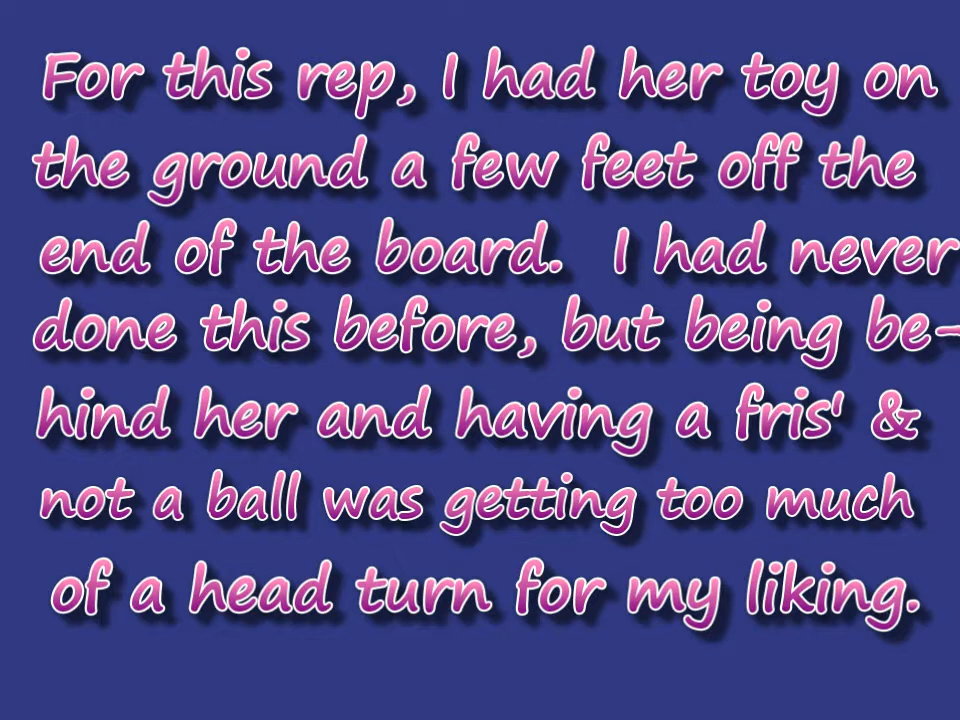 For this rep, I had her toy on
the ground a few feet off the
end of the board. I had never
done this before, but being be-
hind her and having a fris' &
not a ball was getting too much
of a head turn for my liking.